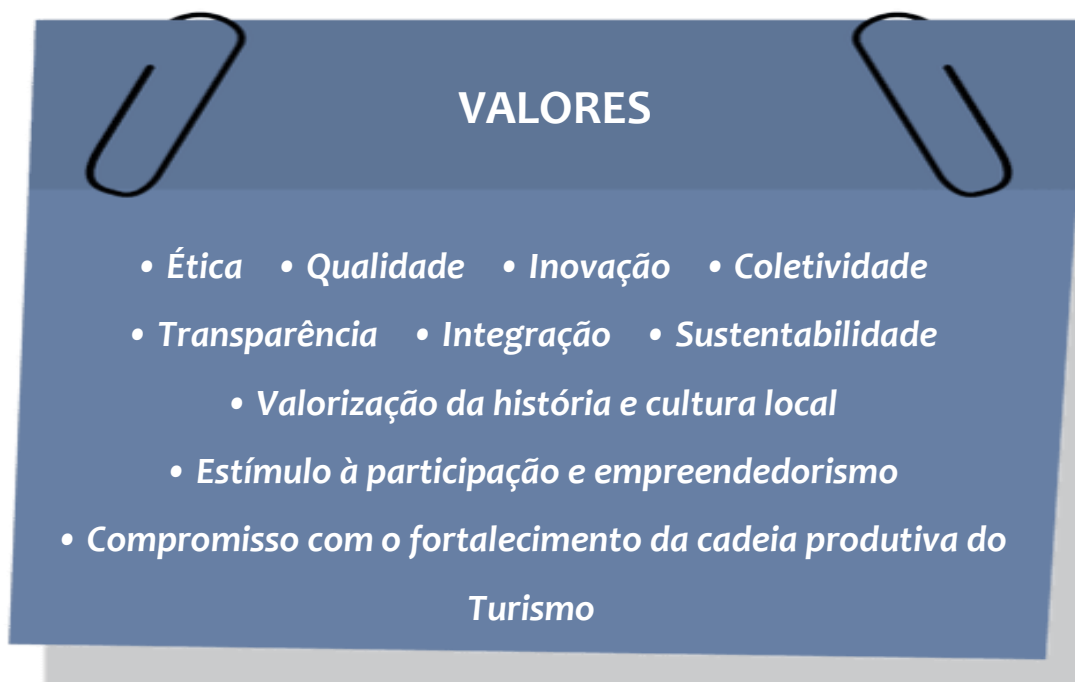 VALORES
• Ética • Qualidade • Inovação • Coletividade
• Transparência • Integração • Sustentabilidade
• Valorização da história e cultura local
• Estímulo à participação e empreendedorismo
• Compromisso com o fortalecimento da cadeia produtiva do
Turismo